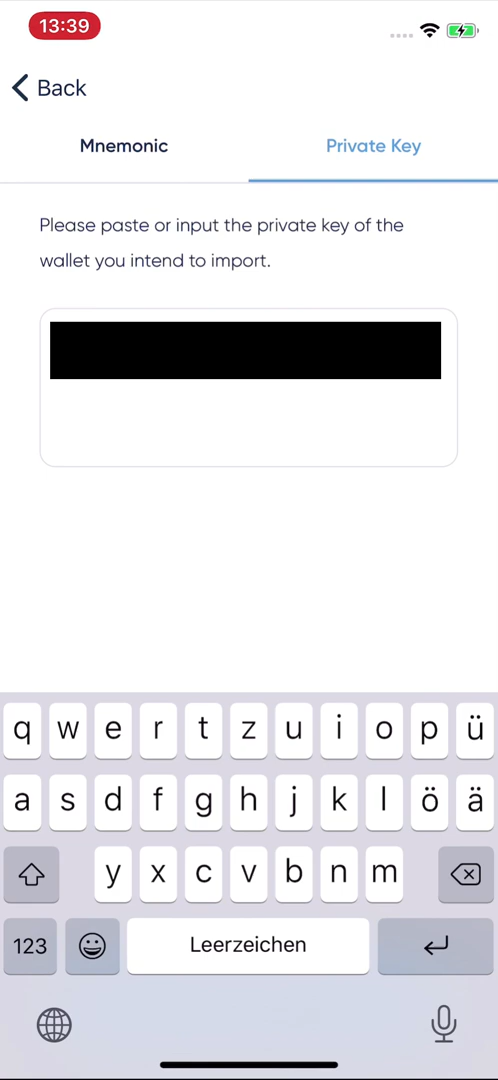 13:39
Back
Mnemonic
Private Key
Please paste or input the private key of the
wallet you intend to import.
q w e r t z u i o p ü
a s d f g h j k l ö ä
y x c v b n m
123
Leerzeichen